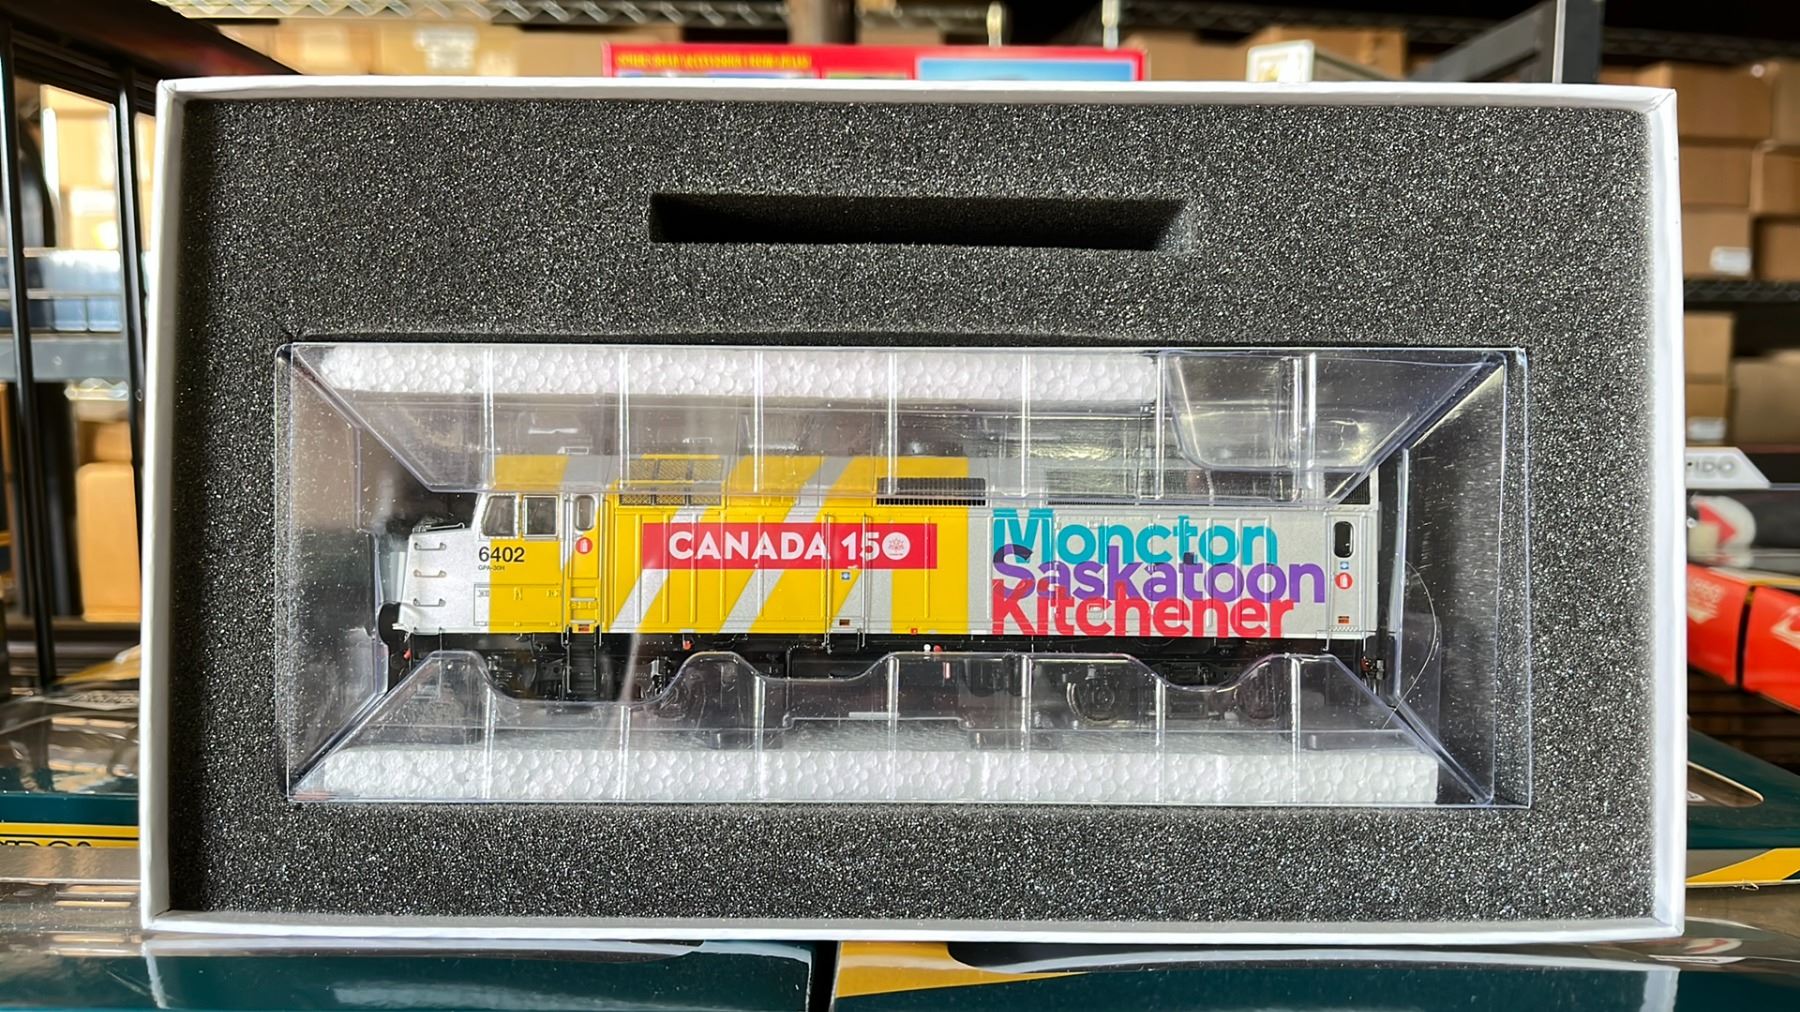 6402
GPA-30H
CANADA 150
Moncton
Saskatoon
Kitchener